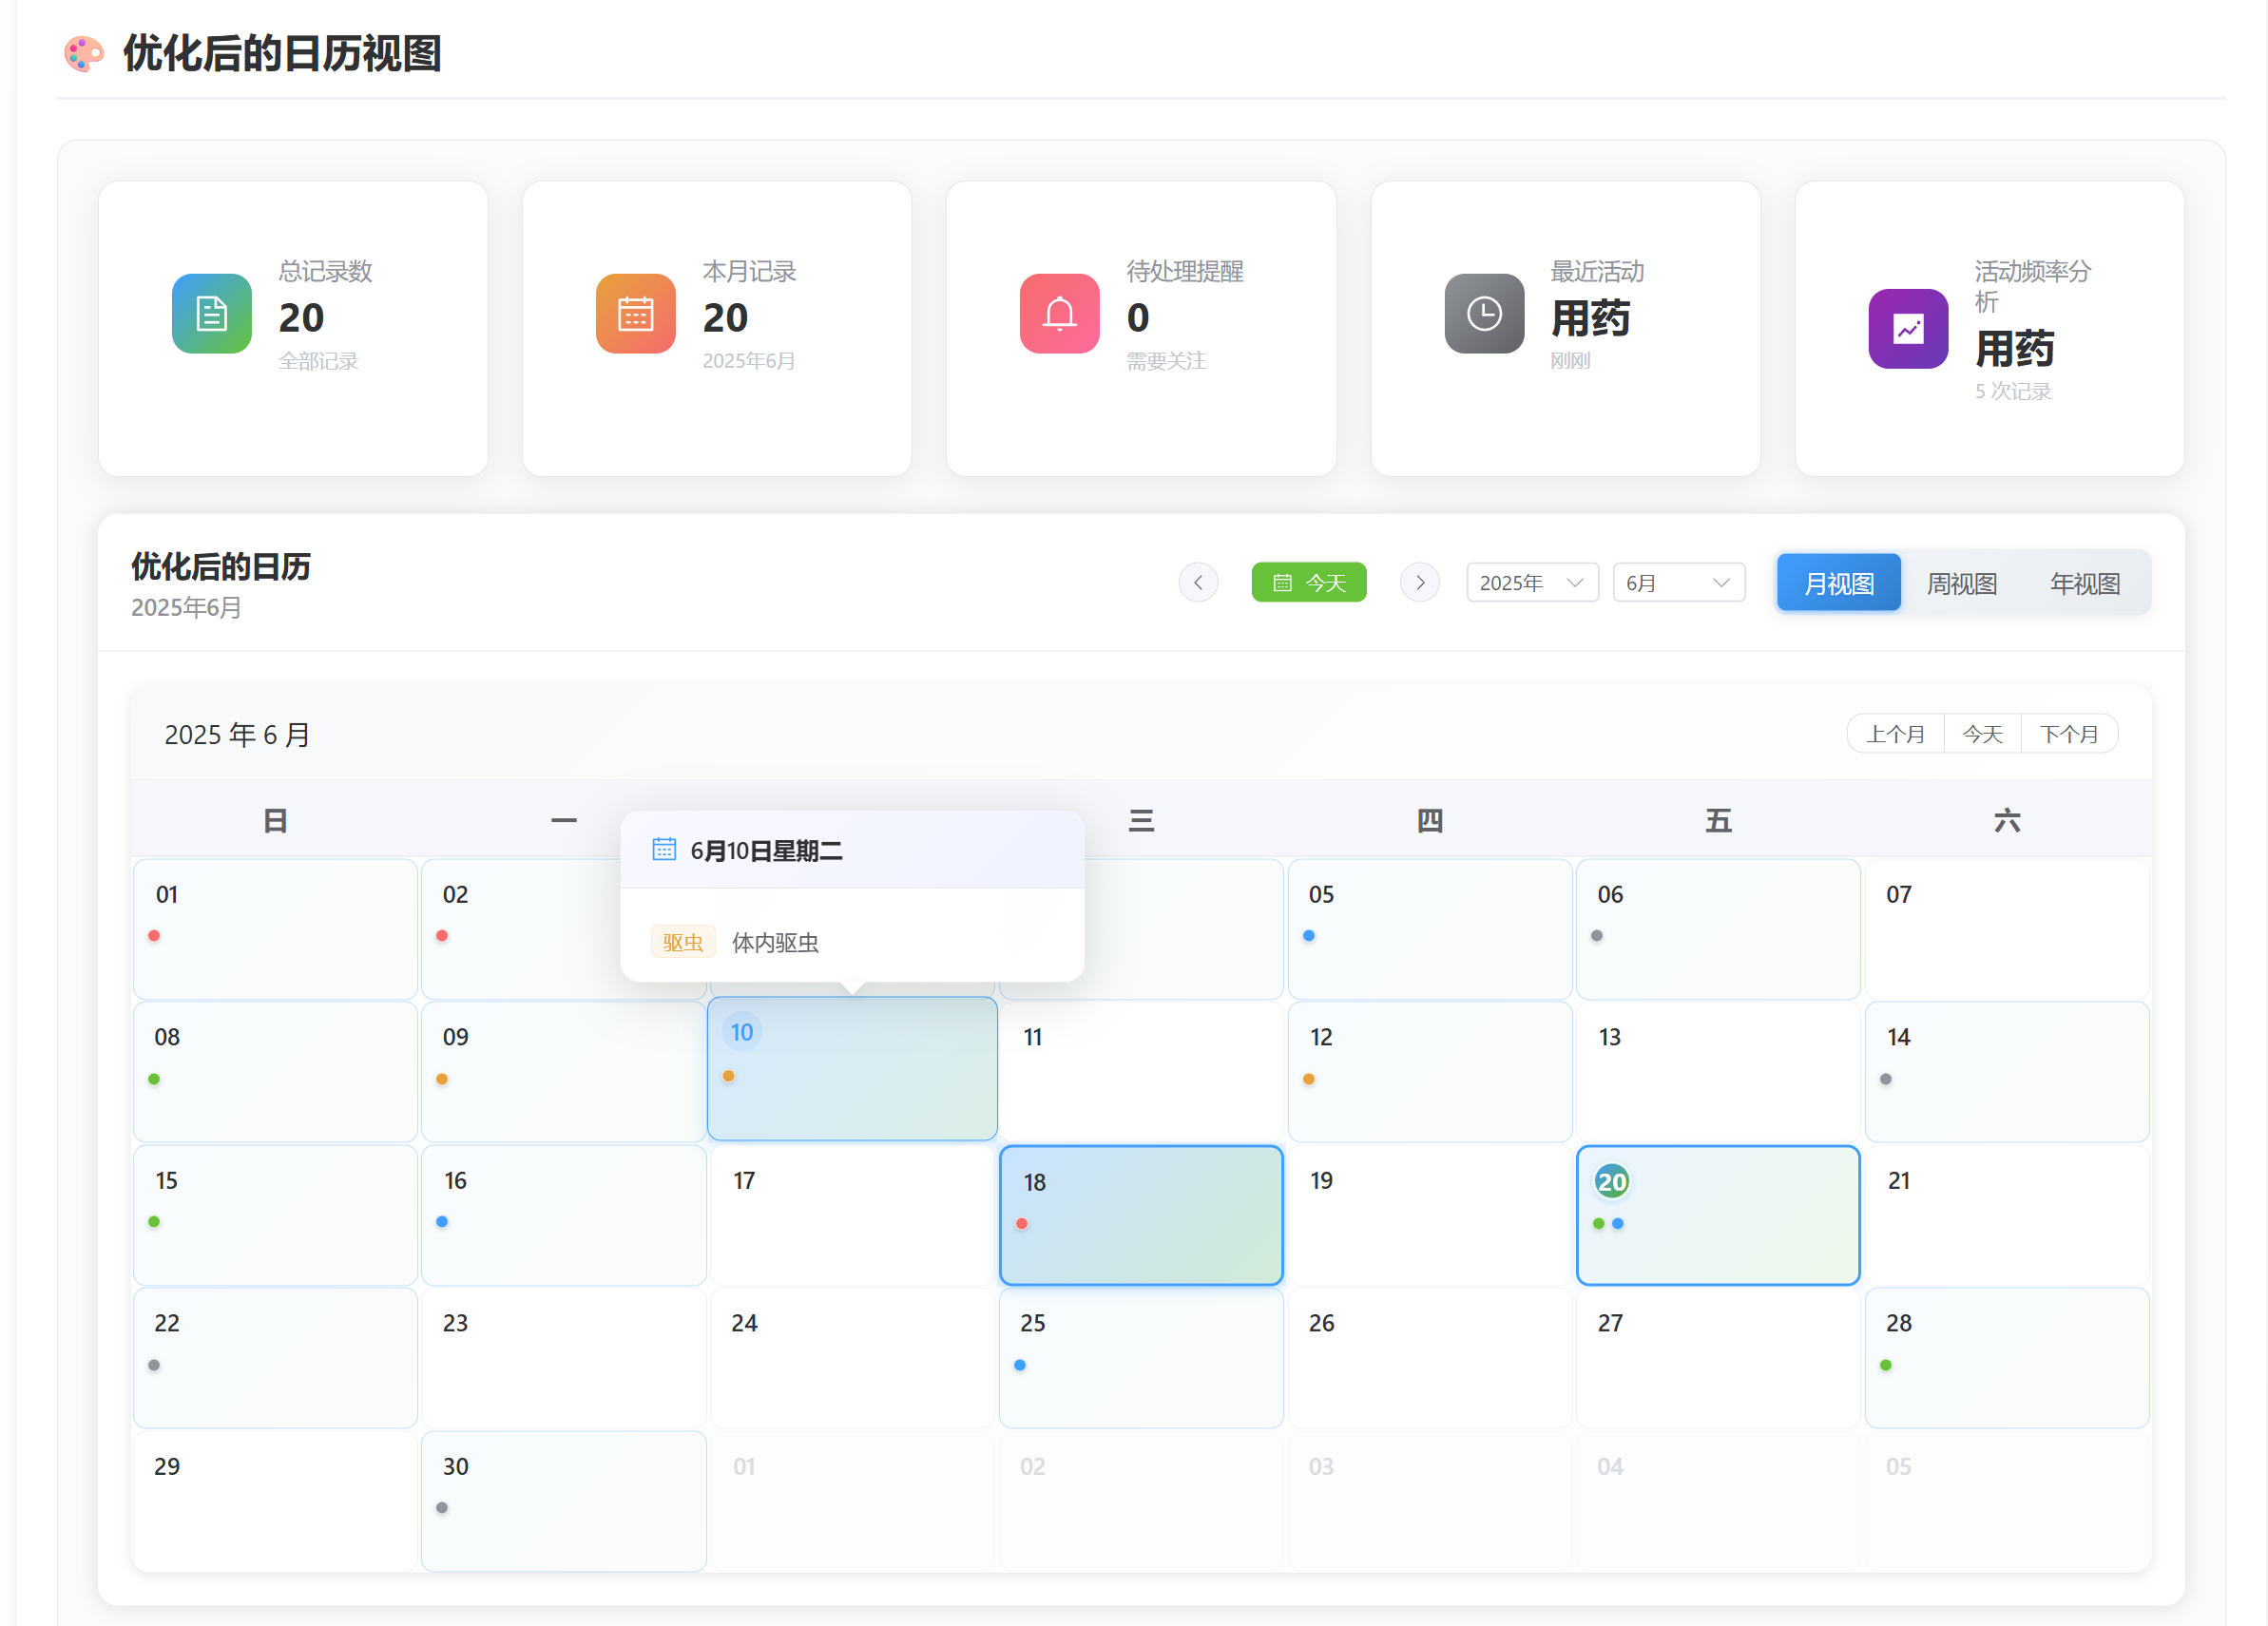 优化后的日历视图
总记录数
20
全部记录
本月记录
20
2025年6月
待处理提醒
0
需要关注
最近活动
用药
刚刚
活动频率分
析
用药
5 次记录
优化后的日历
2025年6月
今天
2025年
6月
月视图
周视图
年视图
2025 年 6 月
上个月
今天
下个月
日 一 三 四 五 六
6月10日星期二
驱虫 体内驱虫
01 02 05 06 07
08 09 10 11 12 13 14
15 16 17 18 19 20 21
22 23 24 25 26 27 28
29 30 01 02 03 04 05